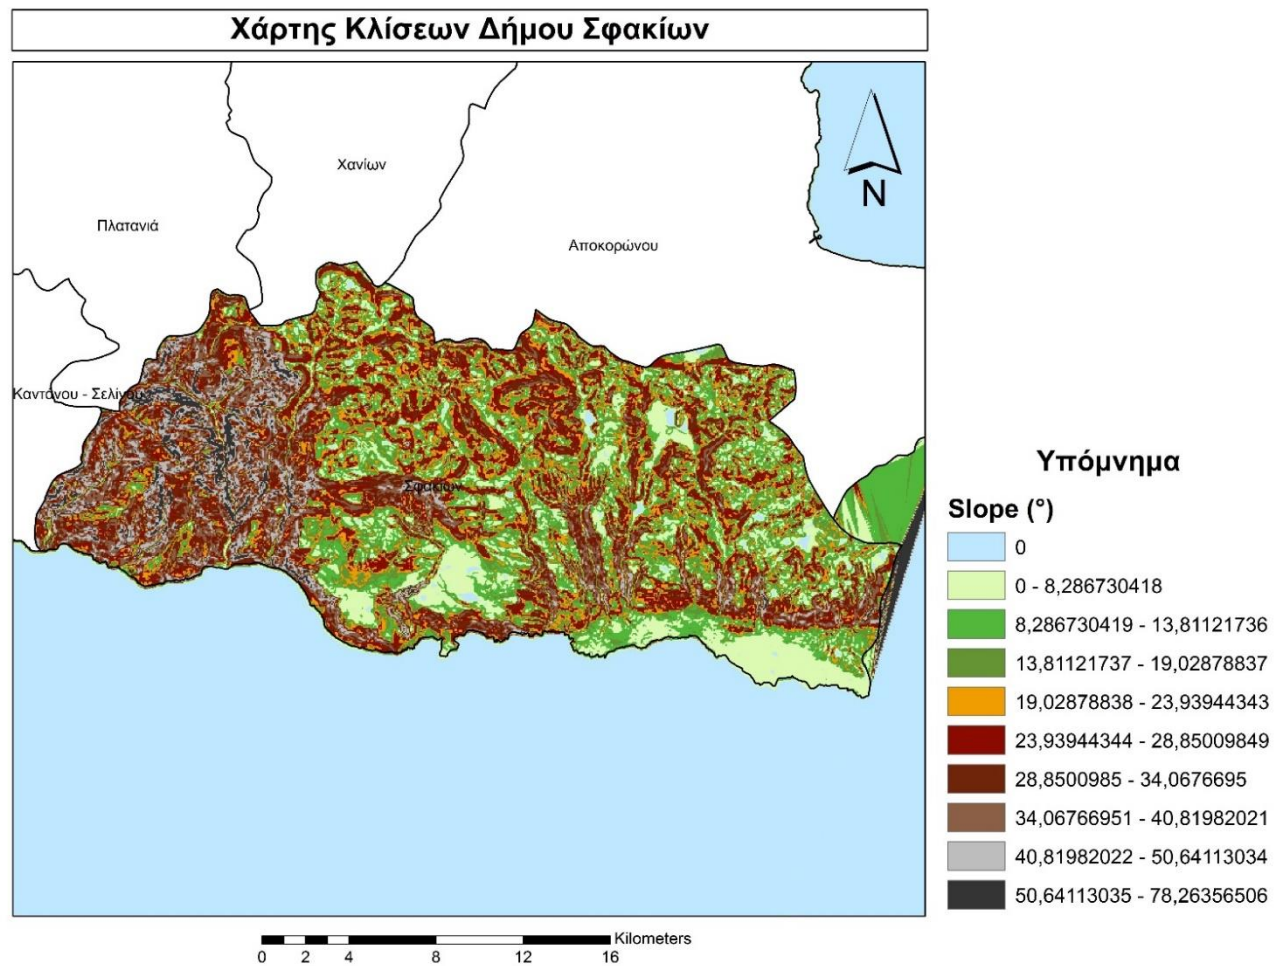 Χάρτης Κλίσεων Δήμου Σφακίων
Χανίων
Πλατανιά
Αποκορώνου
N
Καντάνου - Σελίνου
Σφακίων
Υπόμνημα
Slope (°)
0
0 - 8,286730418
8,286730419 - 13,81121736
13,81121737 - 19,02878837
19,02878838 - 23,93944343
23,93944344 - 28,85009849
28,8500985 - 34,0676695
34,06766951 - 40,81982021
40,81982022 - 50,64113034
50,64113035 - 78,26356506
Kilometers
0 2 4 8 12 16